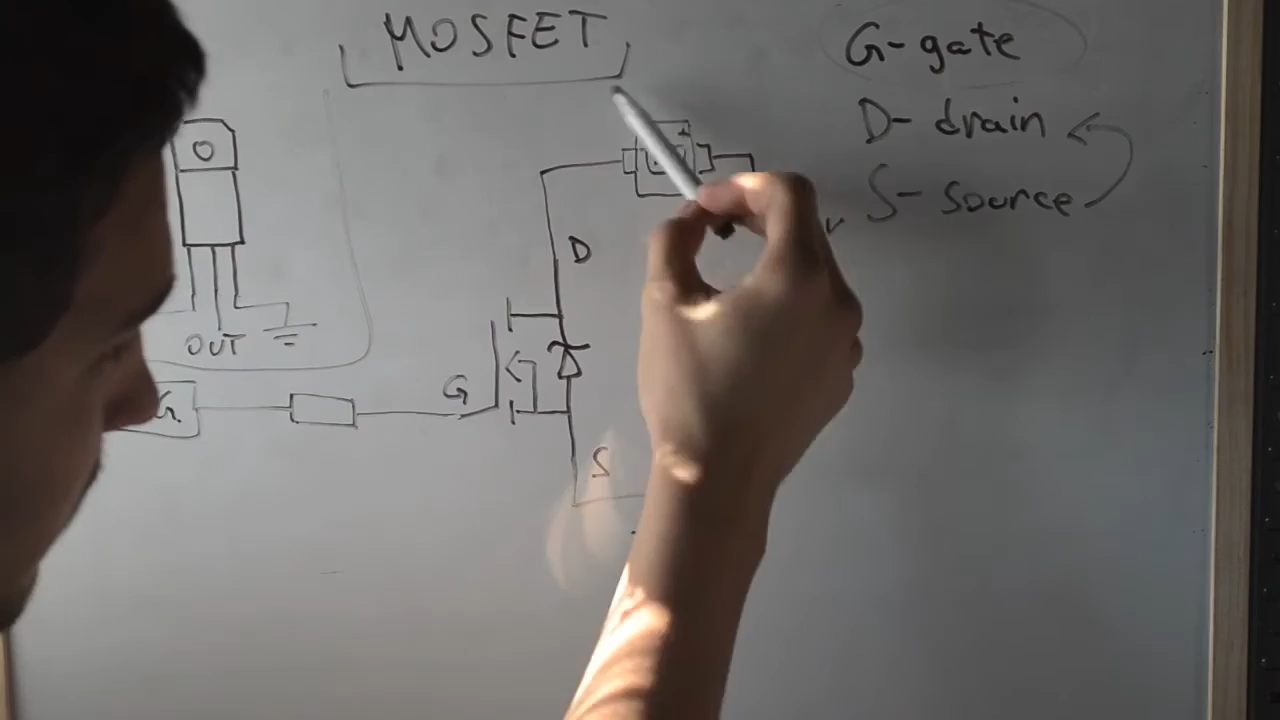 MOSFET
G- gate
D- drain
S- source
D
OUT
G
G
S